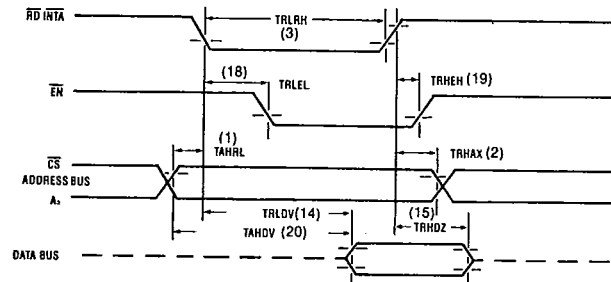 RD INTA
TRLRH
(3)
(18)
TRLEL
TRHEH (19)
EN
(1)
TAHRL
TRHAX (2)
CS
ADDRESS BUS
A₀
TRLDV(14)
(15)
TAHDV (20)
TRHDZ
DATA BUS